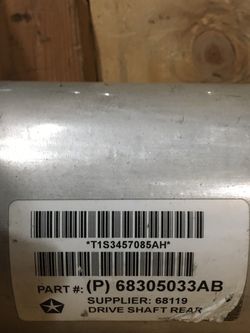 *T1S3457085AH*
PART #: (P) 68305033AB
SUPPLIER: 68119
DRIVE SHAFT REAR